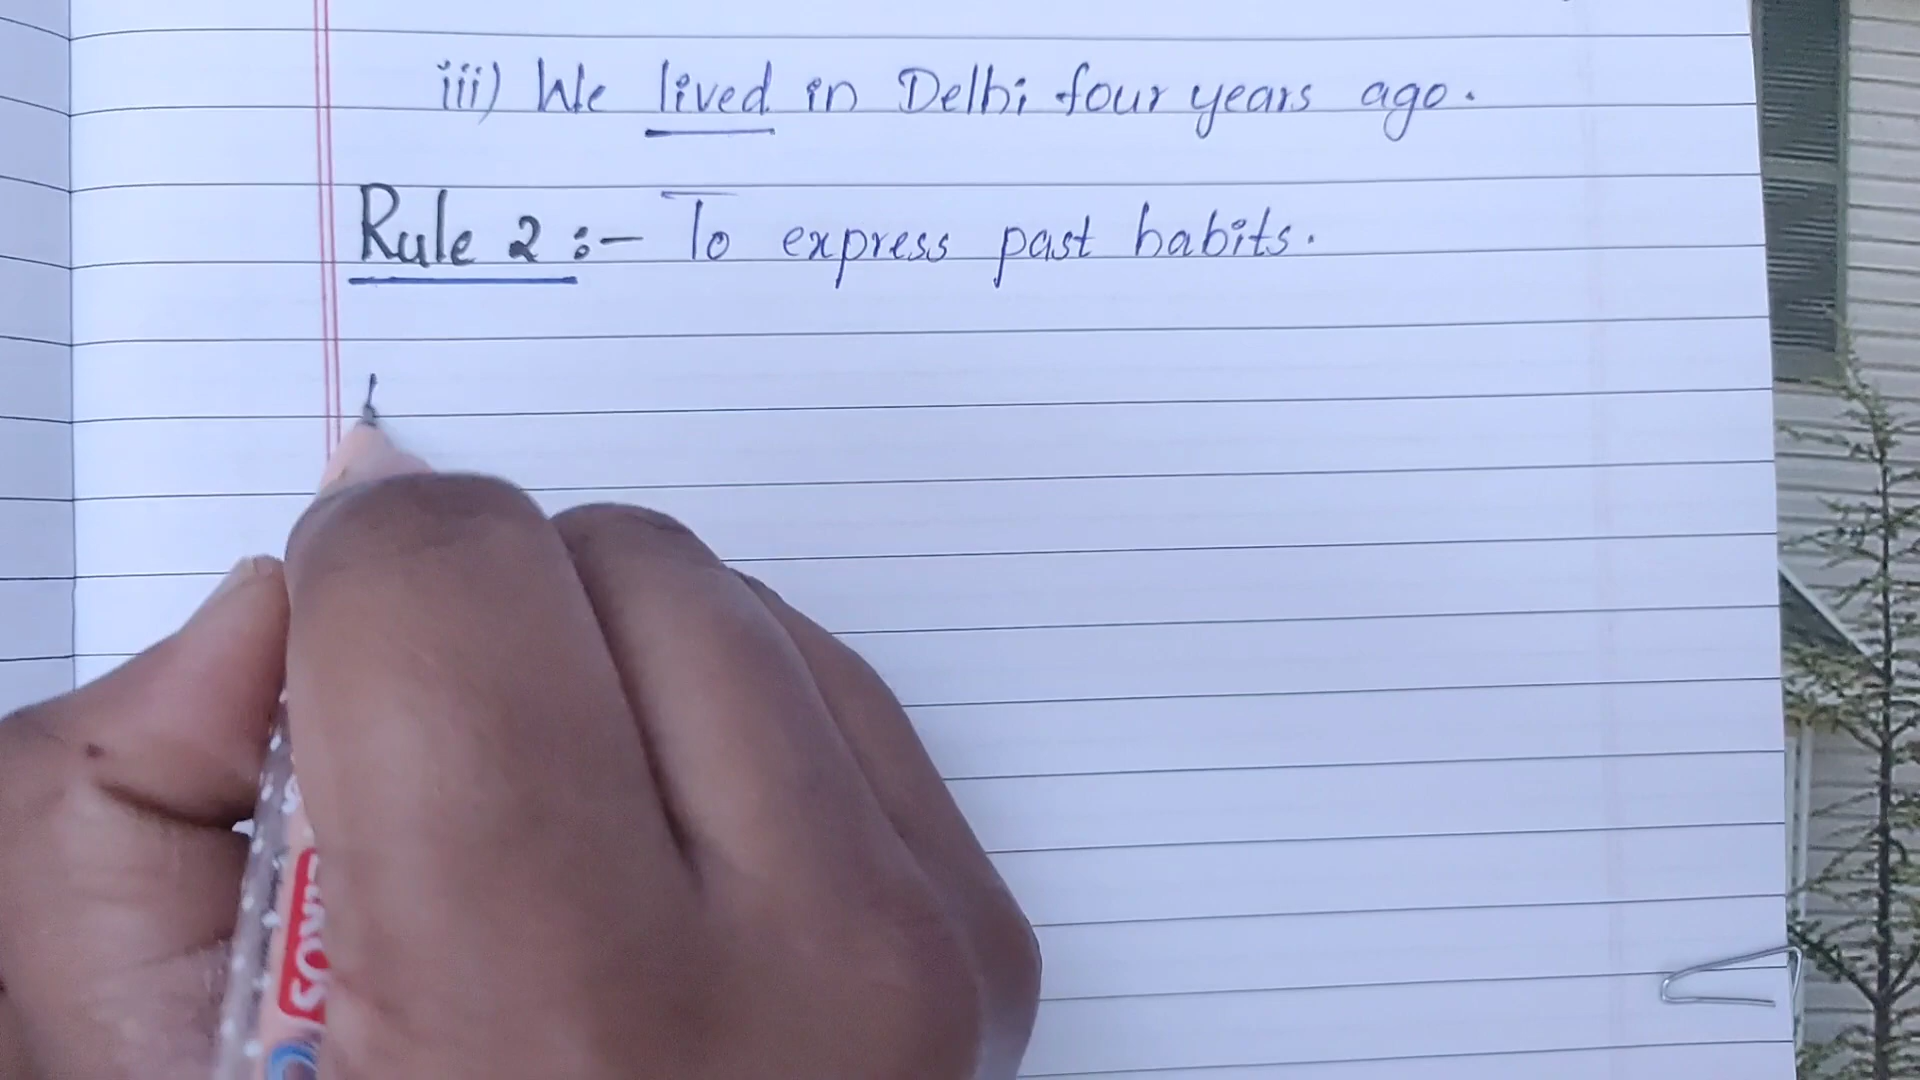 iii) We lived in Delhi four years ago.
Rule 2 :- To express past habits.